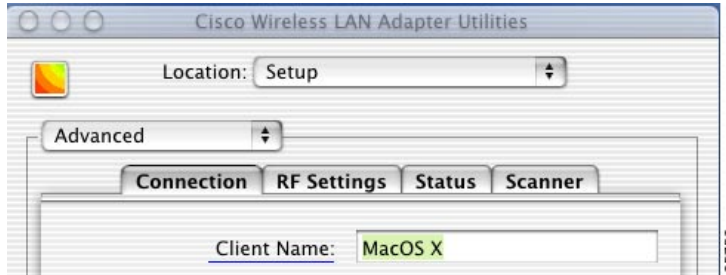 Cisco Wireless LAN Adapter Utilities
Location: Setup
Advanced
Connection RF Settings Status Scanner
Client Name: MacOS X